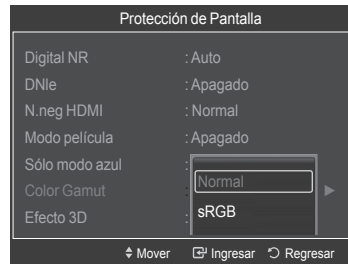 Protección de Pantalla
Digital NR : Auto
DNIe : Apagado
N.neg HDMI : Normal
Modo película : Apagado
Sólo modo azul :
Normal
Color Gamut :
sRGB
Efecto 3D :
Mover Ingresar Regresar